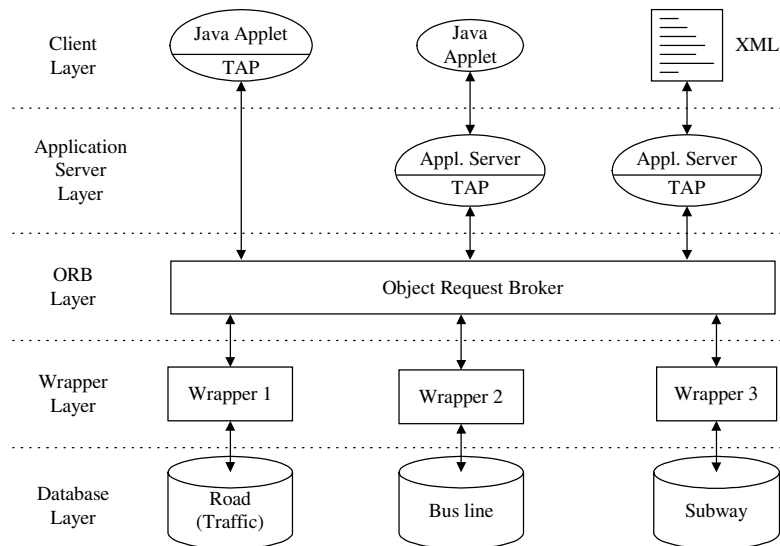 Client
Layer
Java Applet
TAP
Java
Applet
XML
Application
Server
Layer
Appl. Server
TAP
Appl. Server
TAP
ORB
Layer
Object Request Broker
Wrapper
Layer
Wrapper 1
Wrapper 2
Wrapper 3
Database
Layer
Road
(Traffic)
Bus line
Subway